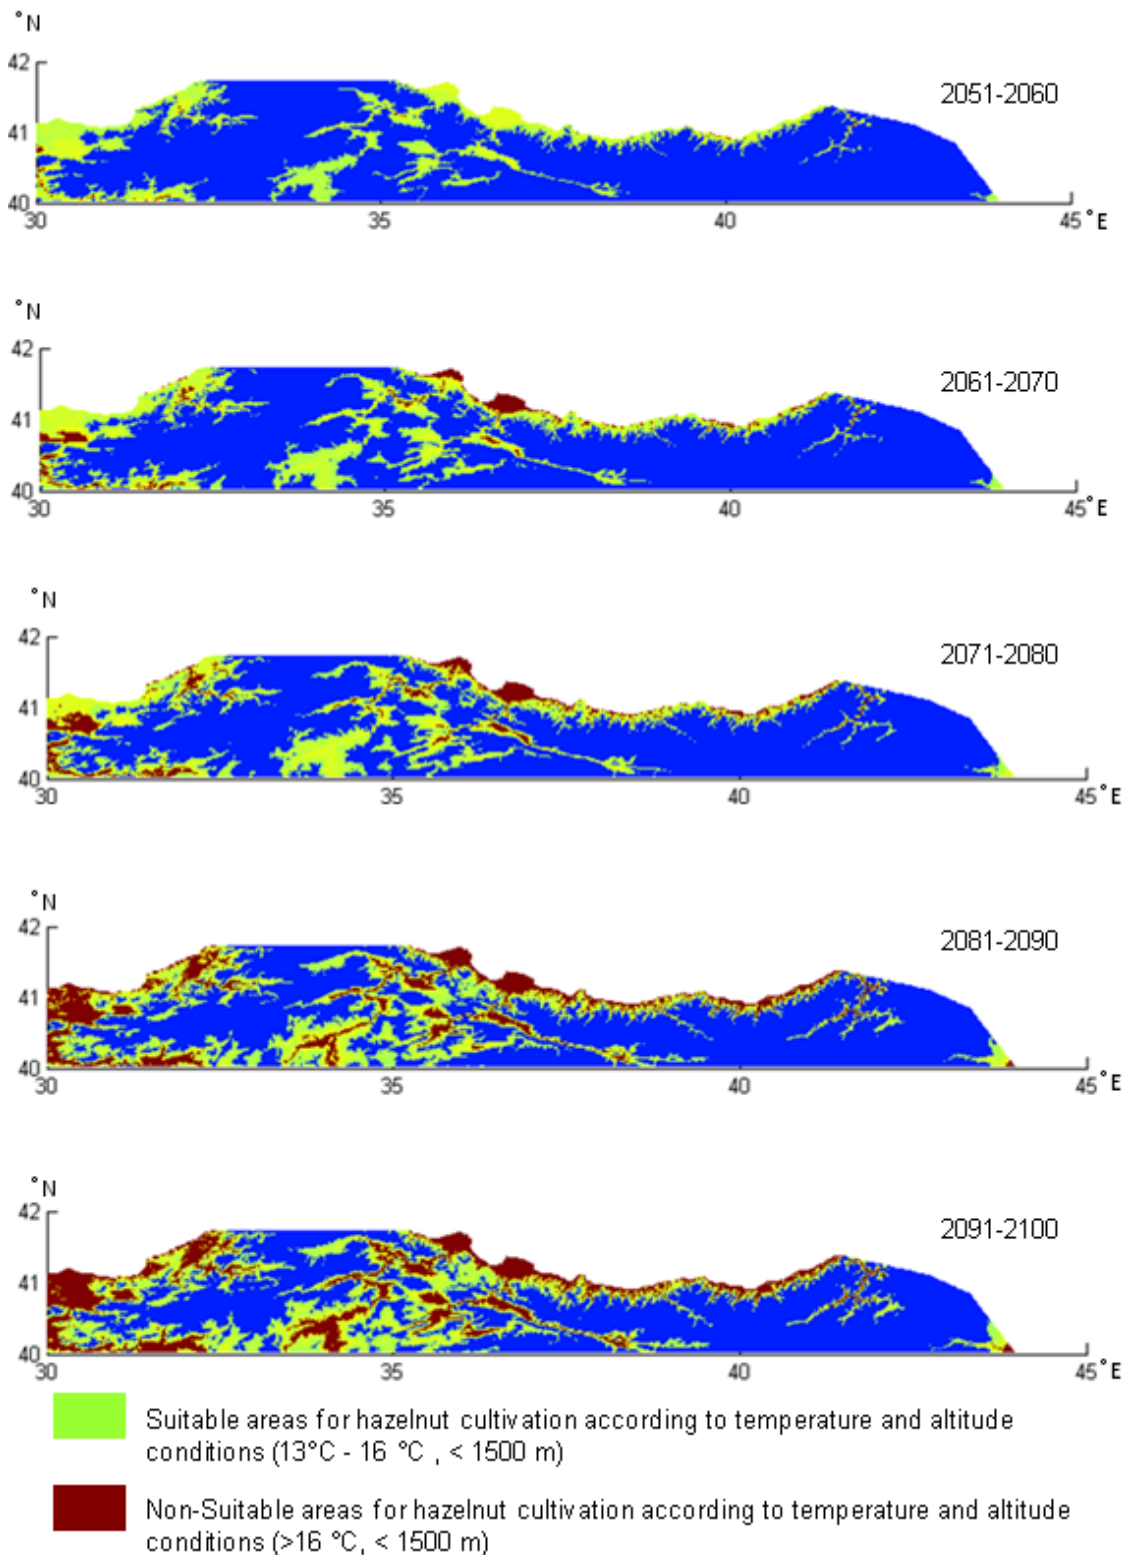 °N
42
2051-2060
41
40
30 35 40 45 °E
°N
42
2061-2070
41
40
30 35 40 45 °E
°N
42
2071-2080
41
40
30 35 40 45 °E
°N
42
2081-2090
41
40
30 35 40 45 °E
°N
42
2091-2100
41
40
30 35 40 45 °E
Suitable areas for hazelnut cultivation according to temperature and altitude
conditions (13°C - 16 °C , < 1500 m)
Non-Suitable areas for hazelnut cultivation according to temperature and altitude
conditions (>16 °C, < 1500 m)